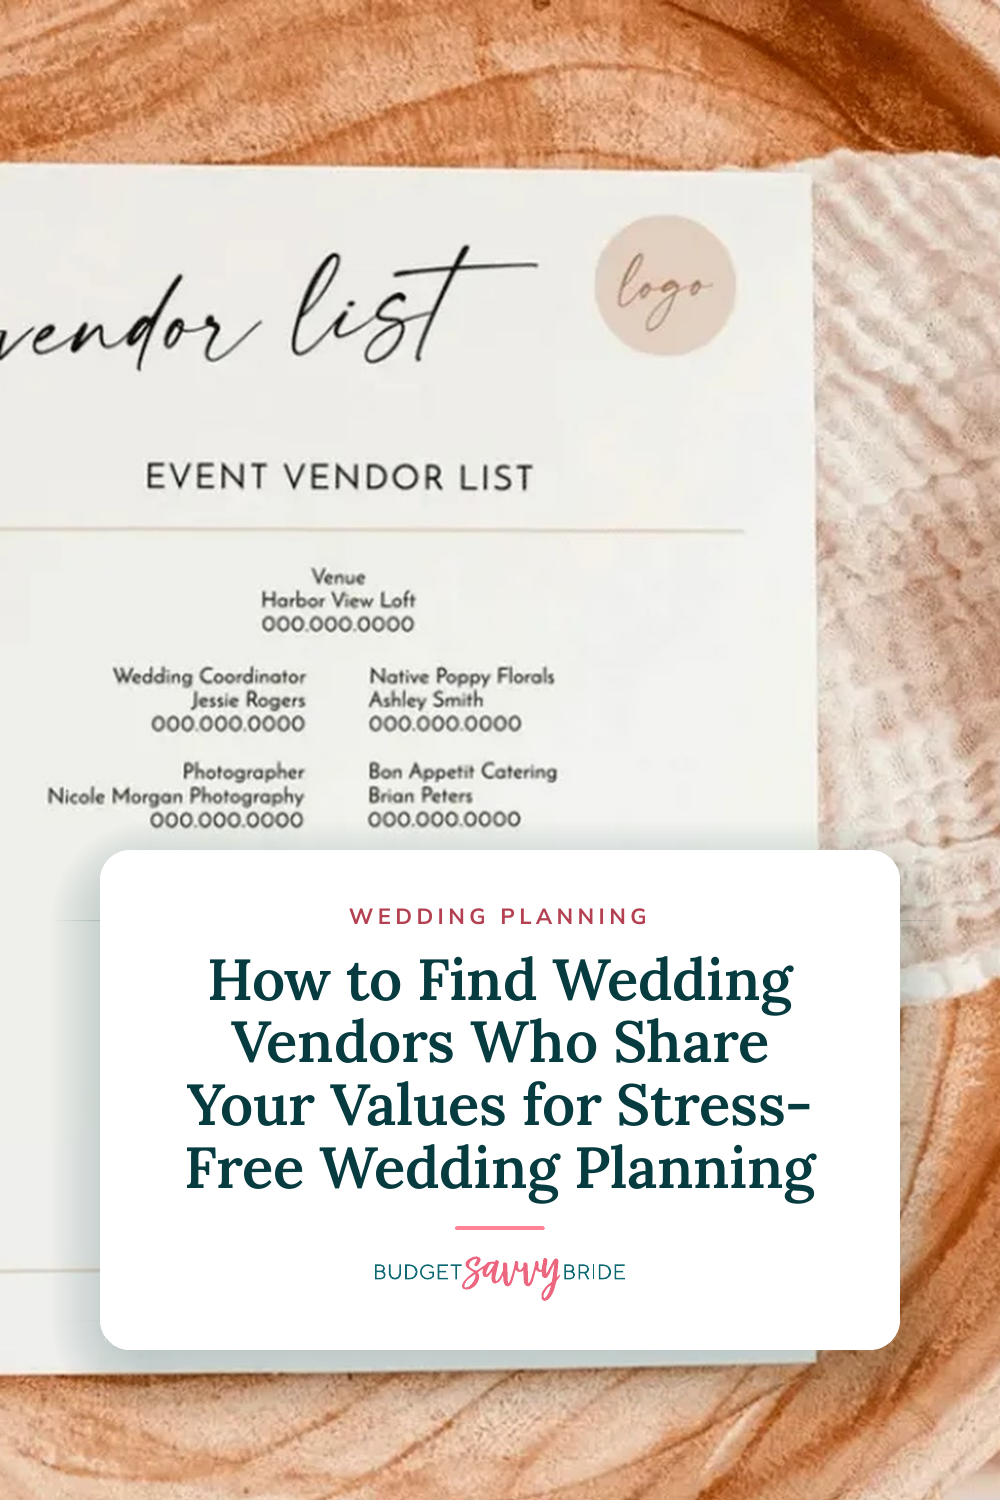 vendor list
logo
EVENT VENDOR LIST
Venue
Harbor View Loft
000.000.0000
Wedding Coordinator
Jessie Rogers
000.000.0000
Native Poppy Florals
Ashley Smith
000.000.0000
Photographer
Nicole Morgan Photography
000.000.0000
Bon Appetit Catering
Brian Peters
000.000.0000
WEDDING PLANNING
How to Find Wedding
Vendors Who Share
Your Values for Stress-
Free Wedding Planning
BUDGET savvy BRIDE